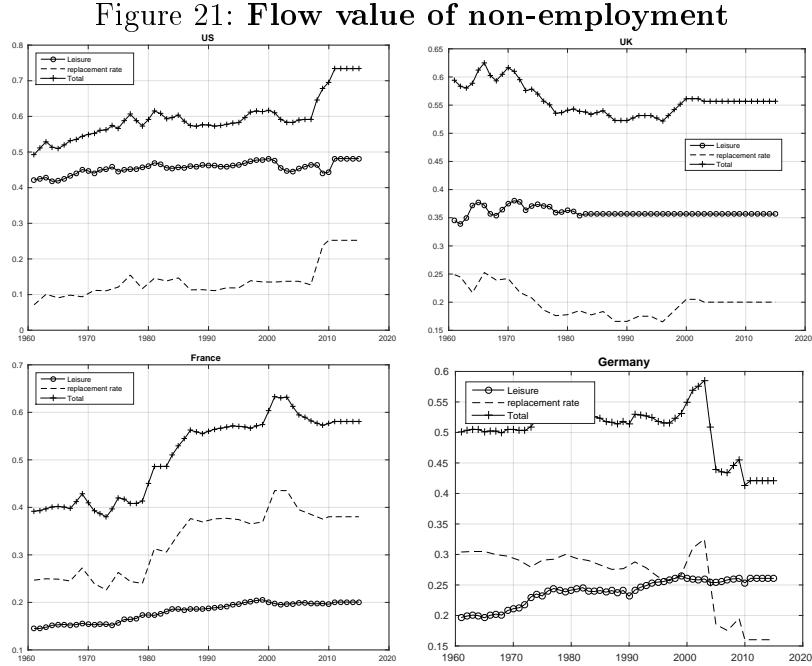 Figure 21: Flow value of non-employment
US
0.8
0.7
0.6
0.5
0.4
0.3
0.2
0.1
0
1960 1970 1980 1990 2000 2010 2020
Leisure
replacement rate
Total
UK
0.65
0.6
0.55
0.5
0.45
0.4
0.35
0.3
0.25
0.2
0.15
1960 1970 1980 1990 2000 2010 2020
Leisure
replacement rate
Total
France
0.7
0.6
0.5
0.4
0.3
0.2
0.1
1960 1970 1980 1990 2000 2010 2020
Leisure
replacement rate
Total
Germany
0.6
0.55
0.5
0.45
0.4
0.35
0.3
0.25
0.2
0.15
1960 1970 1980 1990 2000 2010 2020
Leisure
replacement rate
Total